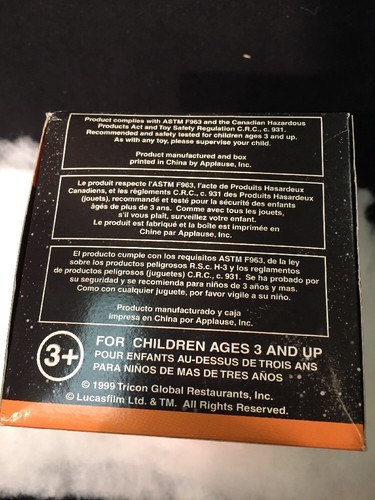 Product complies with ASTM F963 and the Canadian Hazardous
Products Act and Toy Safety Regulation C.R.C., c. 931.
Recommended and safety tested for children ages 3 and up.
As with any toy, please supervise your child.
Product manufactured and box
printed in China by Applause, Inc.
Le produit respecte l'ASTM F963, l'acte de Produits Hasardeux
Canadiens, et les règlements C.R.C., c. 931 des Produits Hasardeux
(jouets), recommandé et testé pour la sécurité des enfants
âgés de plus de 3 ans. Comme avec tous les jouets,
s'il vous plaît, surveillez votre enfant.
Le produit est fabriqué et la boîte est imprimée en
Chine par Applause, Inc.
El producto cumple con los requisitos ASTM F963, de la ley
sobre los productos peligrosos R.S.c. H-3 y los reglamentos
de productos peligrosos (juguetes) C.R.C., c. 931. Se ha probado por
su seguridad y se recomienda para niños de 3 años y mas.
Como con cualquier juguete, por favor vigile a su niño.
Producto manufacturado y caja
impresa en China por Applause, Inc.
3+
FOR CHILDREN AGES 3 AND UP
POUR ENFANTS AU-DESSUS DE TROIS ANS
PARA NIÑOS DE MAS DE TRES AÑOS
© 1999 Tricon Global Restaurants, Inc.
© Lucasfilm Ltd. & TM. All Rights Reserved.